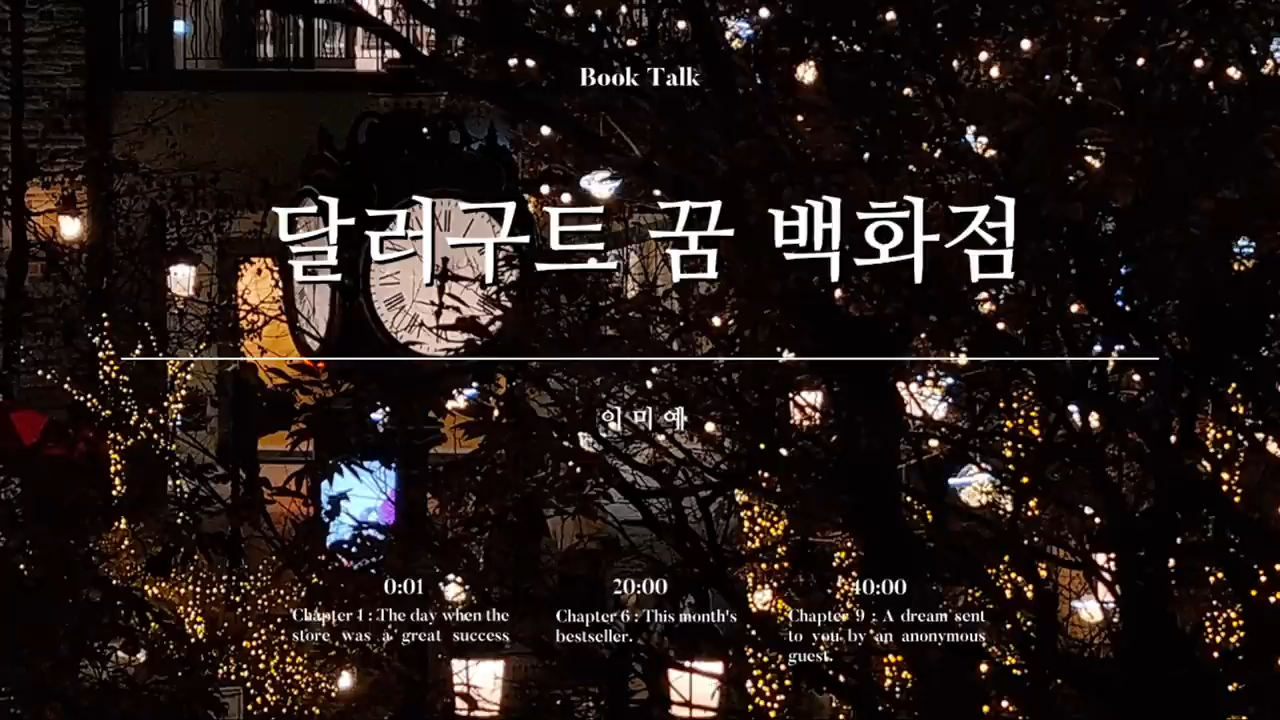 Book Talk
달러구트 꿈 백화점
이미예
0:01
Chapter 1 : The day when the
store was a great success
20:00
Chapter 6 : This month's
bestseller.
40:00
Chapter 9 : A dream sent
to you by an anonymous
guest.